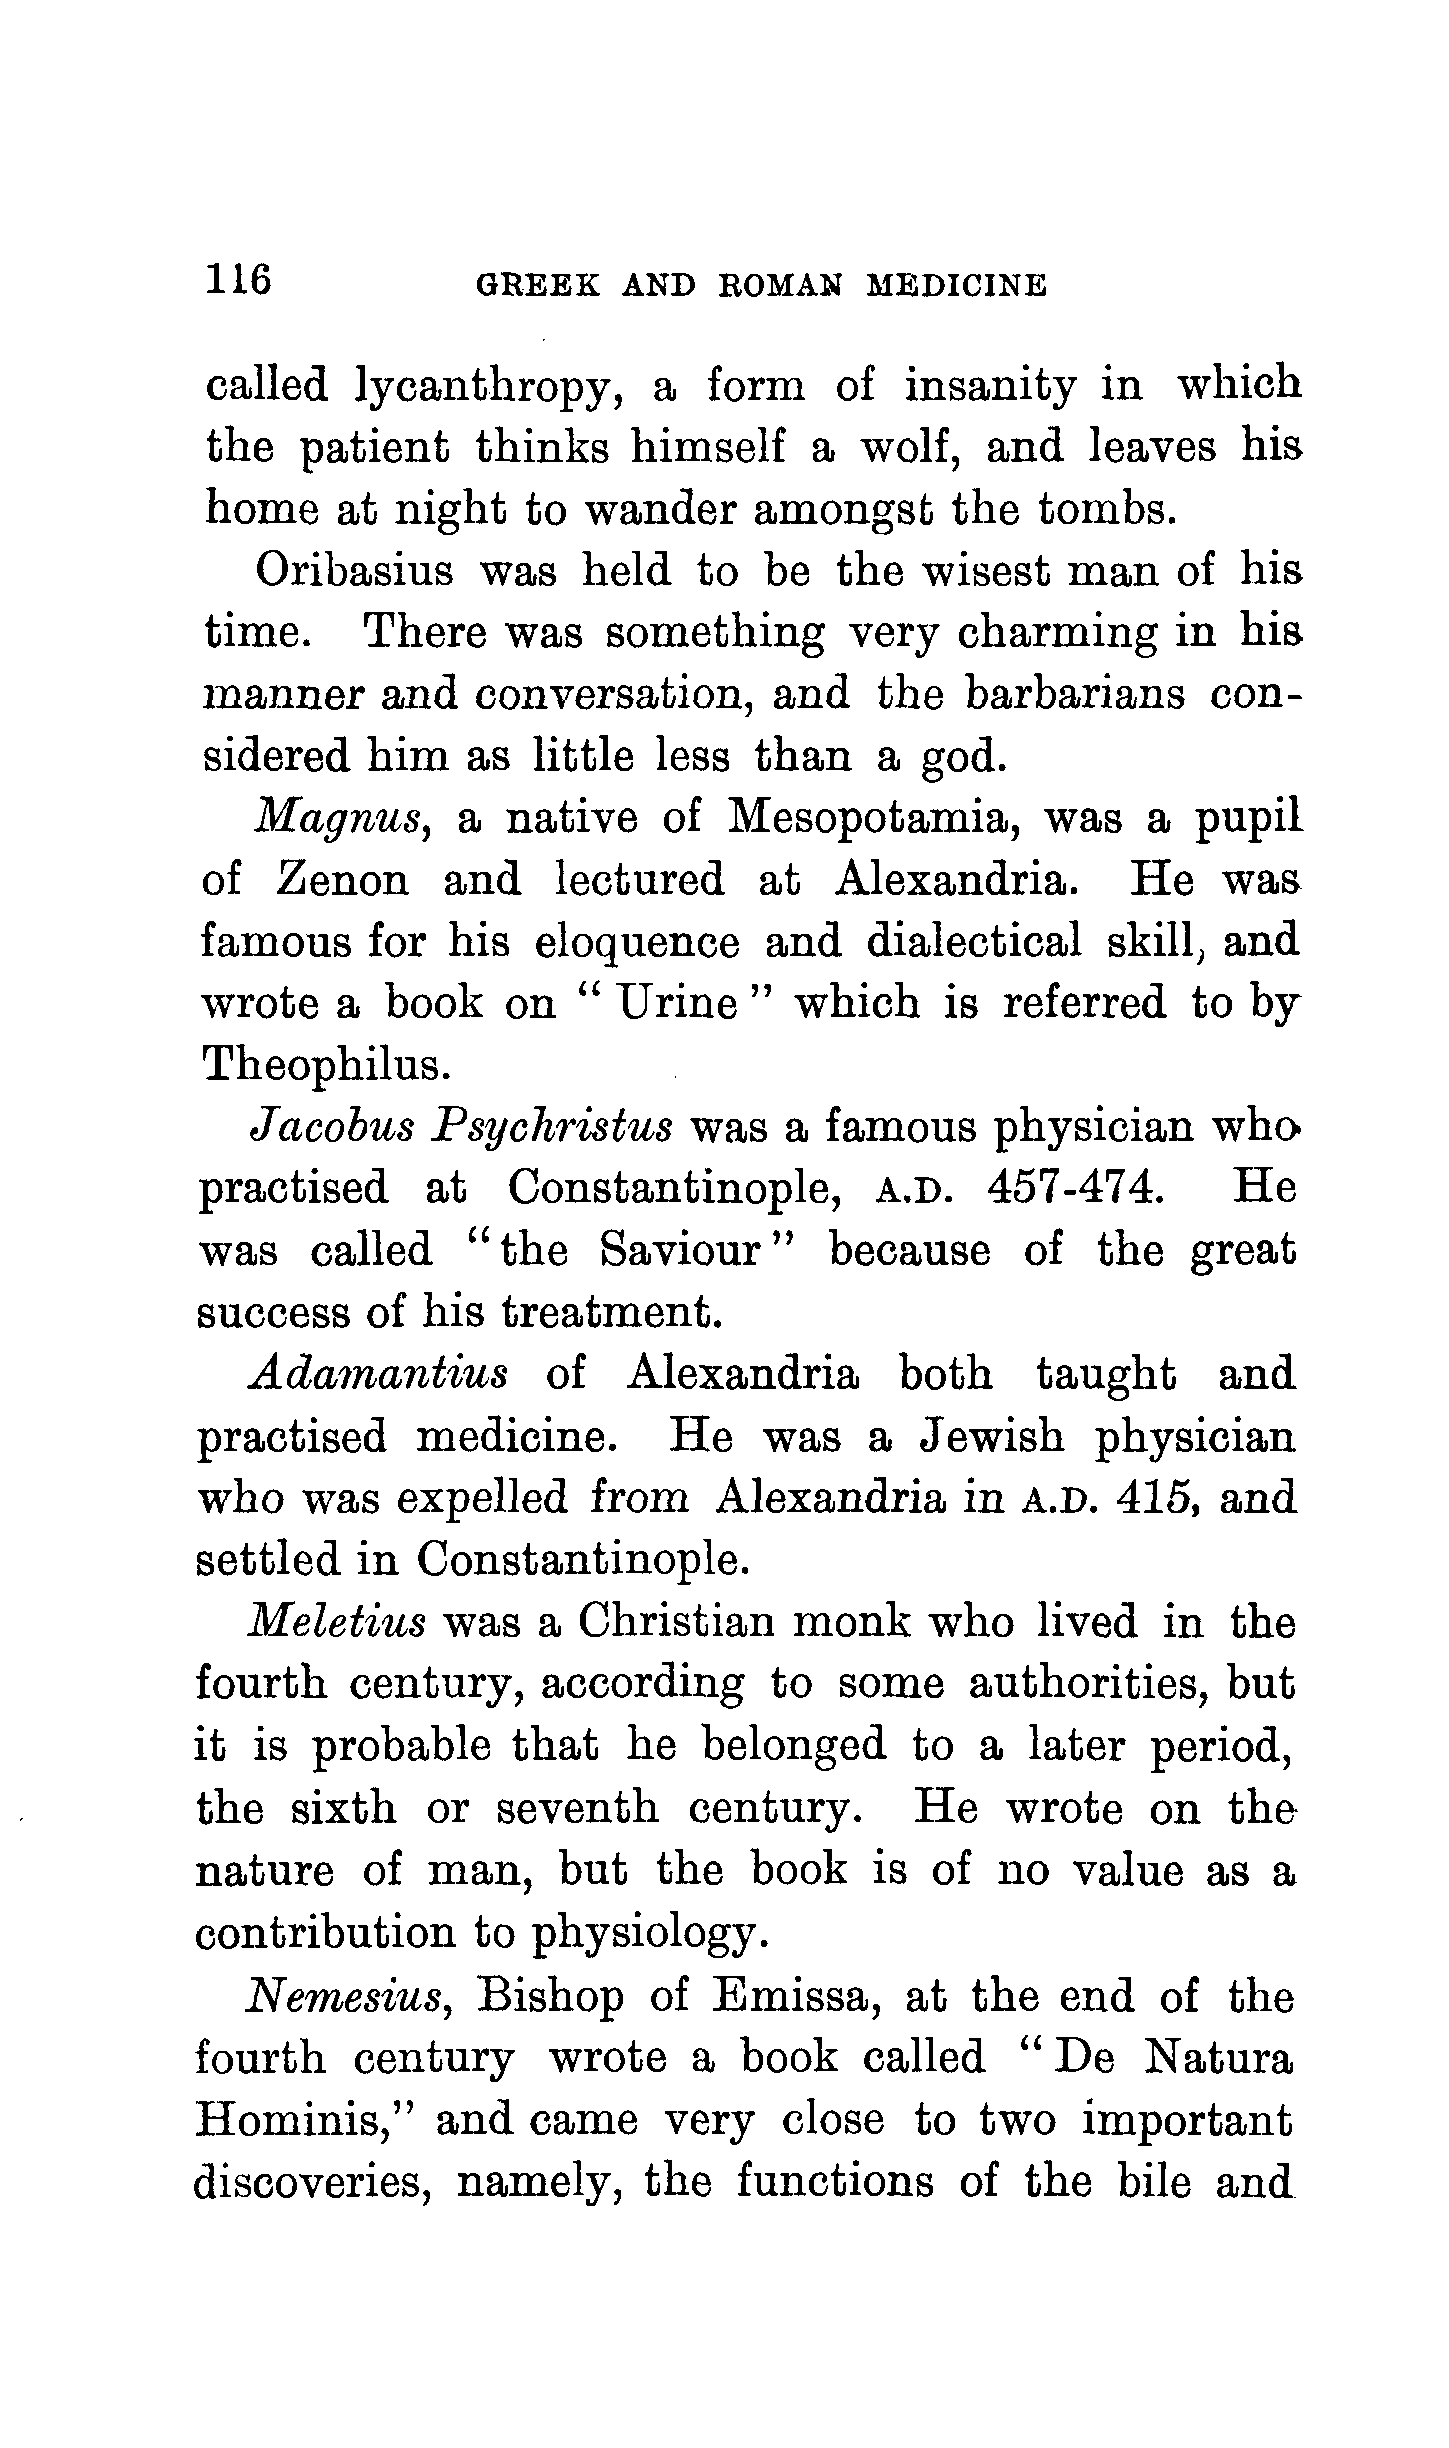 116 GREEK AND ROMAN MEDICINE
called lycanthropy, a form of insanity in which
the patient thinks himself a wolf, and leaves his
home at night to wander amongst the tombs.
Oribasius was held to be the wisest man of his
time. There was something very charming in his
manner and conversation, and the barbarians con-
sidered him as little less than a god.
Magnus, a native of Mesopotamia, was a pupil
of Zenon and lectured at Alexandria. He was
famous for his eloquence and dialectical skill, and
wrote a book on “ Urine ” which is referred to by
Theophilus.
Jacobus Psychristus was a famous physician who
practised at Constantinople, A.D. 457-474. He
was called “the Saviour” because of the great
success of his treatment.
Adamantius of Alexandria both taught and
practised medicine. He was a Jewish physician
who was expelled from Alexandria in A.D. 415, and
settled in Constantinople.
Meletius was a Christian monk who lived in the
fourth century, according to some authorities, but
it is probable that he belonged to a later period,
the sixth or seventh century. He wrote on the
nature of man, but the book is of no value as a
contribution to physiology.
Nemesius, Bishop of Emissa, at the end of the
fourth century wrote a book called “ De Natura
Hominis,” and came very close to two important
discoveries, namely, the functions of the bile and